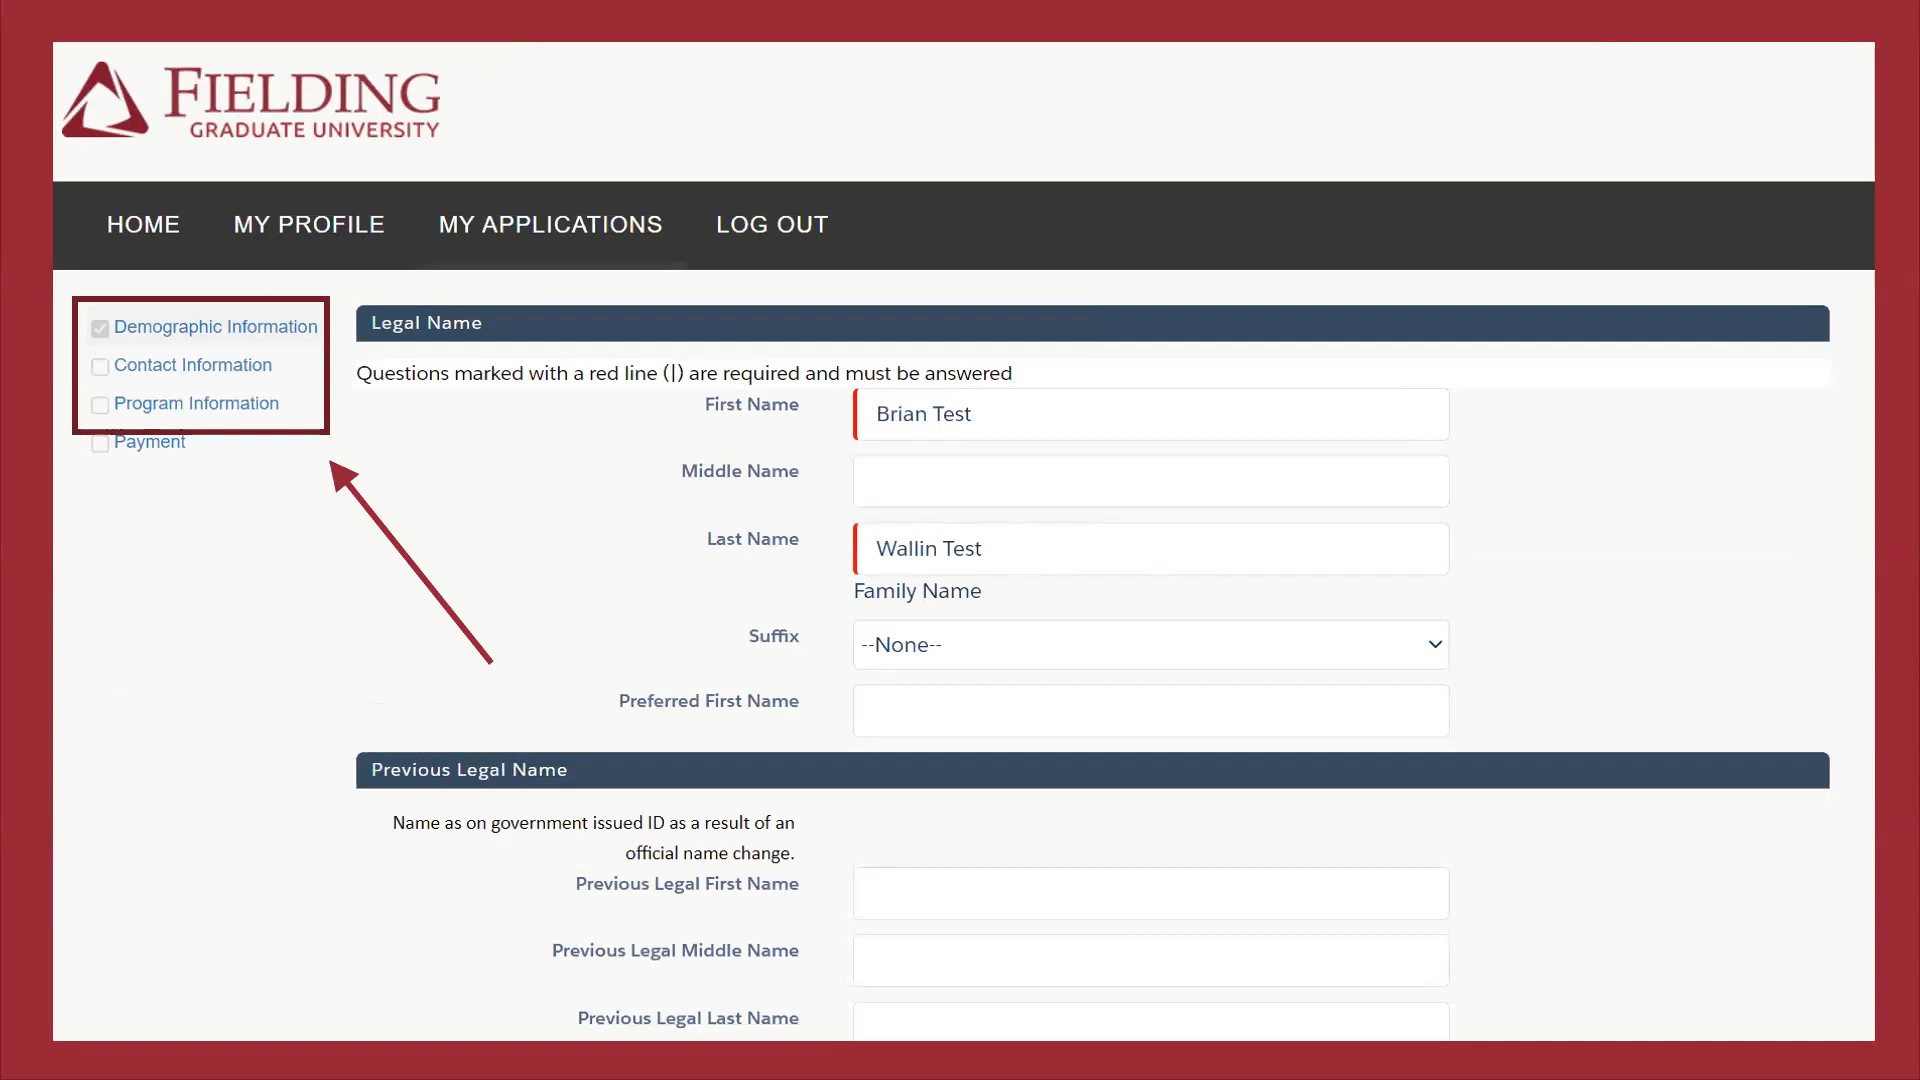 FIELDING
GRADUATE UNIVERSITY
HOME MY PROFILE MY APPLICATIONS LOG OUT
Demographic Information
Contact Information
Program Information
Payment
Legal Name
Questions marked with a red line (|) are required and must be answered
First Name Brian Test
Middle Name
Last Name Wallin Test
Family Name
Suffix --None--
Preferred First Name
Previous Legal Name
Name as on government issued ID as a result of an
official name change.
Previous Legal First Name
Previous Legal Middle Name
Previous Legal Last Name